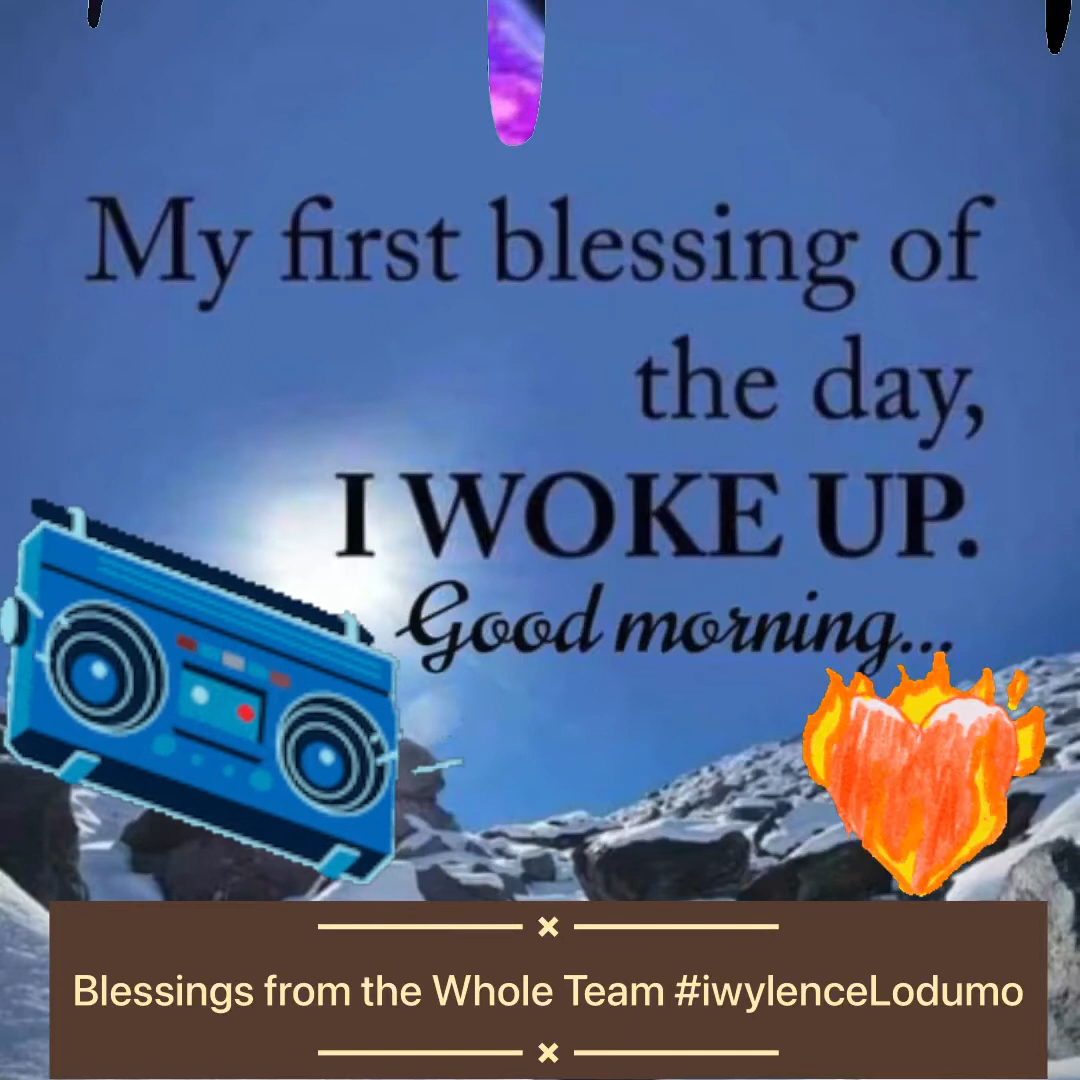 My first blessing of
the day,
I WOKE UP.
Good morning...
Blessings from the Whole Team #iwylenceLodumo